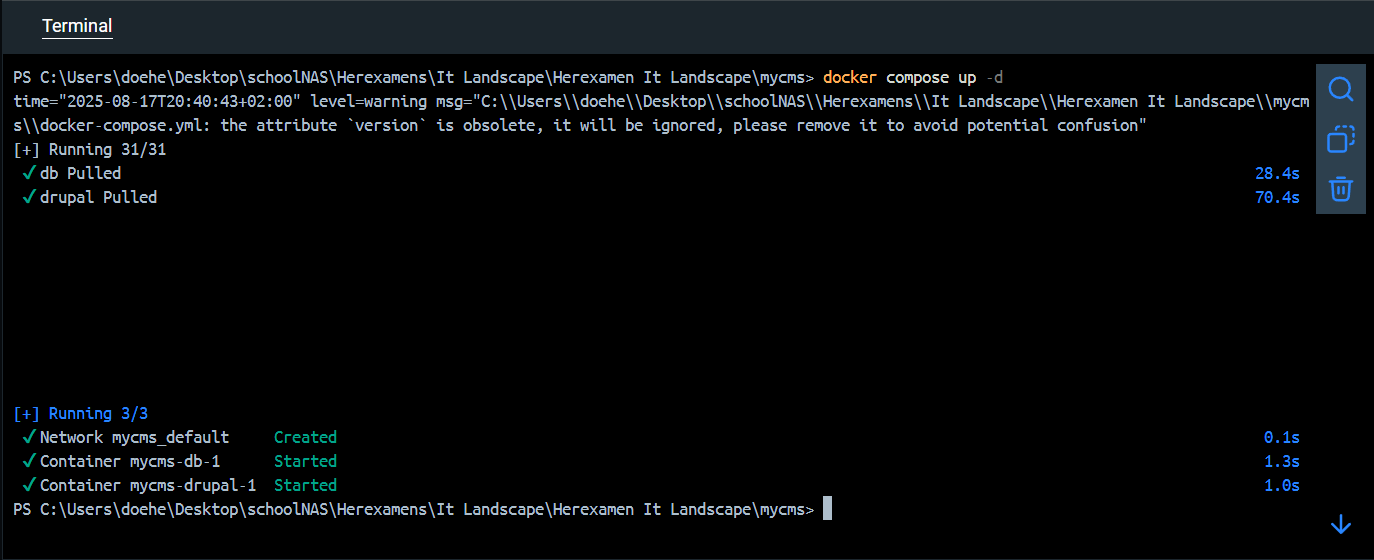 Terminal
PS C:\Users\doehe\Desktop\schoolNAS\Herexamens\It Landscape\Herexamen It Landscape\mycms> docker compose up -d
time="2025-08-17T20:40:43+02:00" level=warning msg="C:\\Users\\doehe\\Desktop\\schoolNAS\\Herexamens\\It Landscape\\Herexamen It Landscape\\mycm
s\\docker-compose.yml: the attribute `version` is obsolete, it will be ignored, please remove it to avoid potential confusion"
[+] Running 31/31
✓ db Pulled 28.4s
✓ drupal Pulled 70.4s
[+] Running 3/3
✓ Network mycms_default Created 0.1s
✓ Container mycms-db-1 Started 1.3s
✓ Container mycms-drupal-1 Started 1.0s
PS C:\Users\doehe\Desktop\schoolNAS\Herexamens\It Landscape\Herexamen It Landscape\mycms>